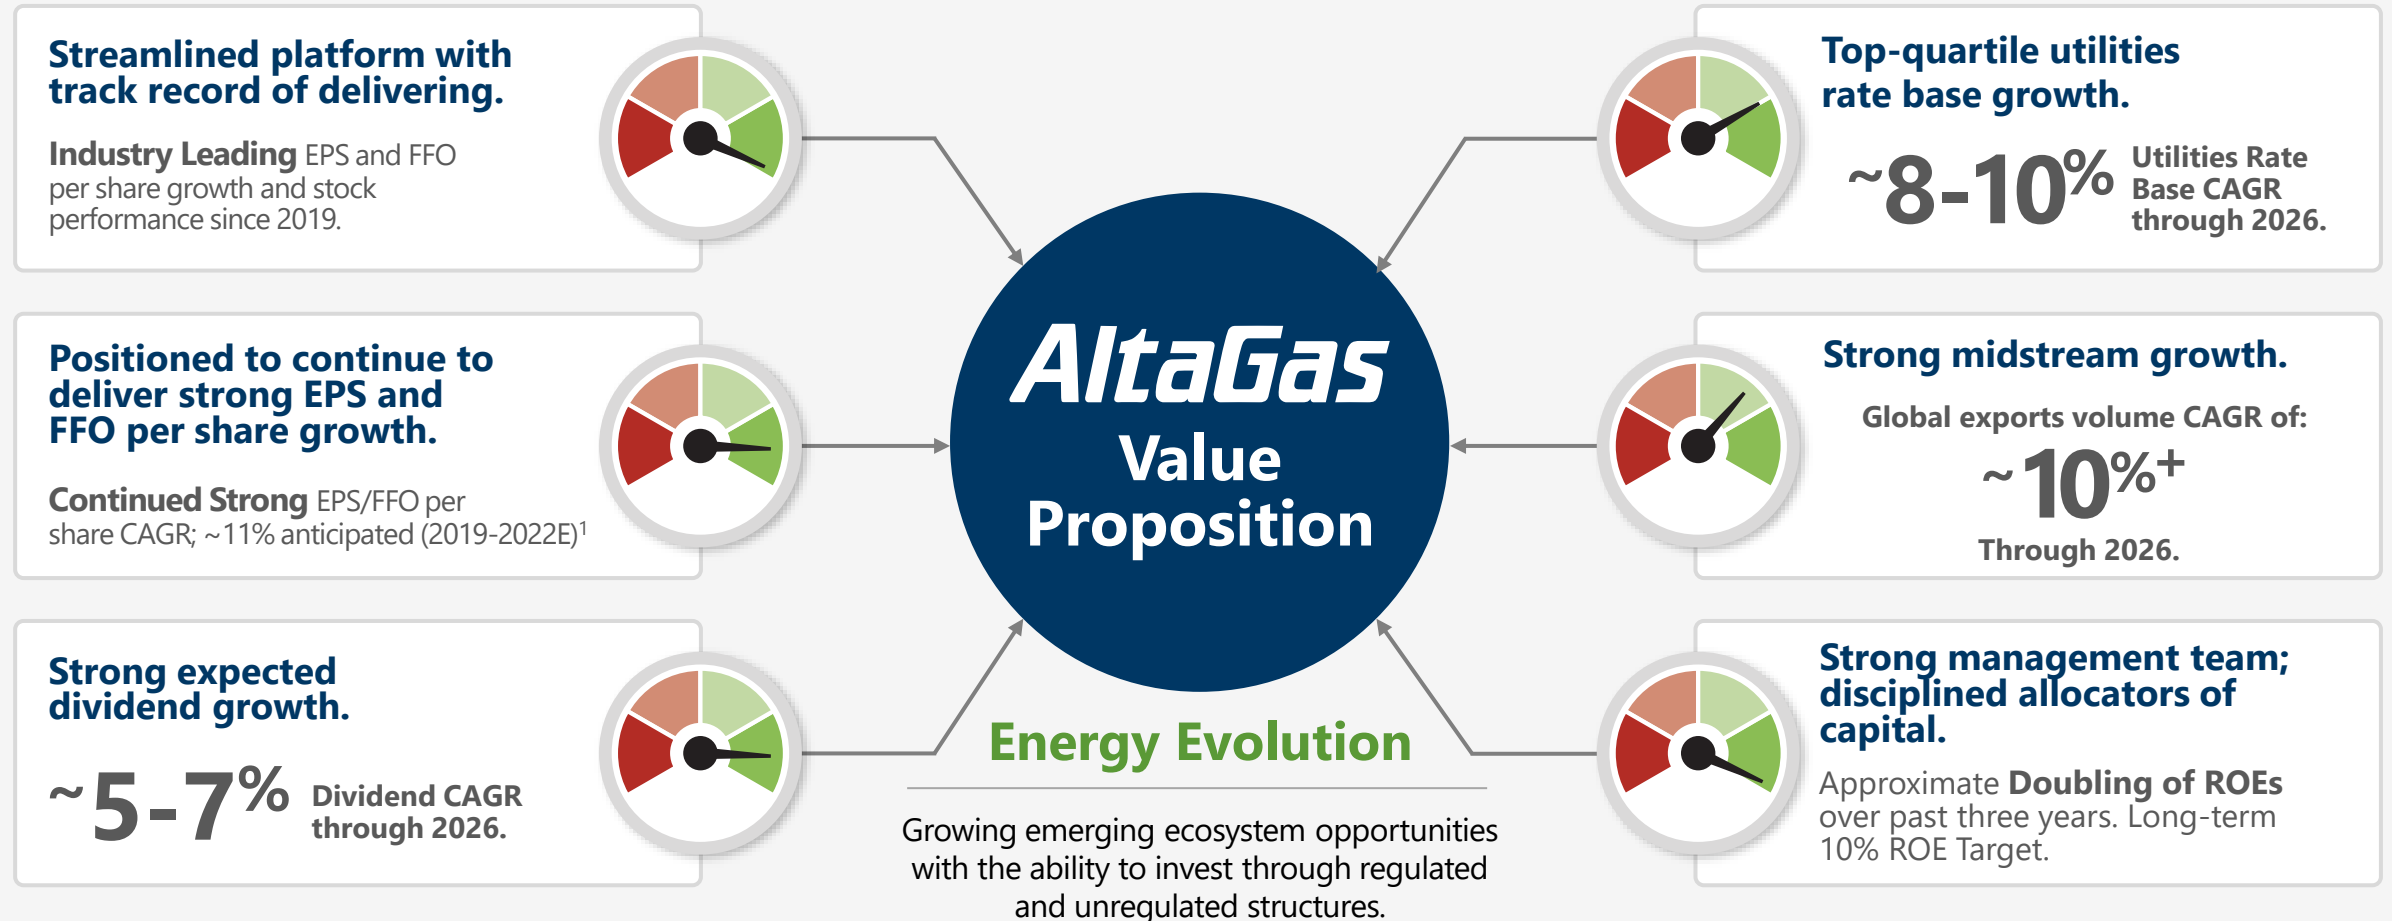 Streamlined platform with
track record of delivering.
Industry Leading EPS and FFO
per share growth and stock
performance since 2019.
Positioned to continue to
deliver strong EPS and
FFO per share growth.
Continued Strong EPS/FFO per
share CAGR; ~11% anticipated (2019-2022E)¹
Strong expected
dividend growth.
~5-7%
Dividend CAGR
through 2026.
AltaGas
Value
Proposition
Energy Evolution
Growing emerging ecosystem opportunities
with the ability to invest through regulated
and unregulated structures.
Top-quartile utilities
rate base growth.
~8-10%
Utilities Rate
Base CAGR
through 2026.
Strong midstream growth.
Global exports volume CAGR of:
~10%+
Through 2026.
Strong management team;
disciplined allocators of
capital.
Approximate Doubling of ROEs
over past three years. Long-term
10% ROE Target.